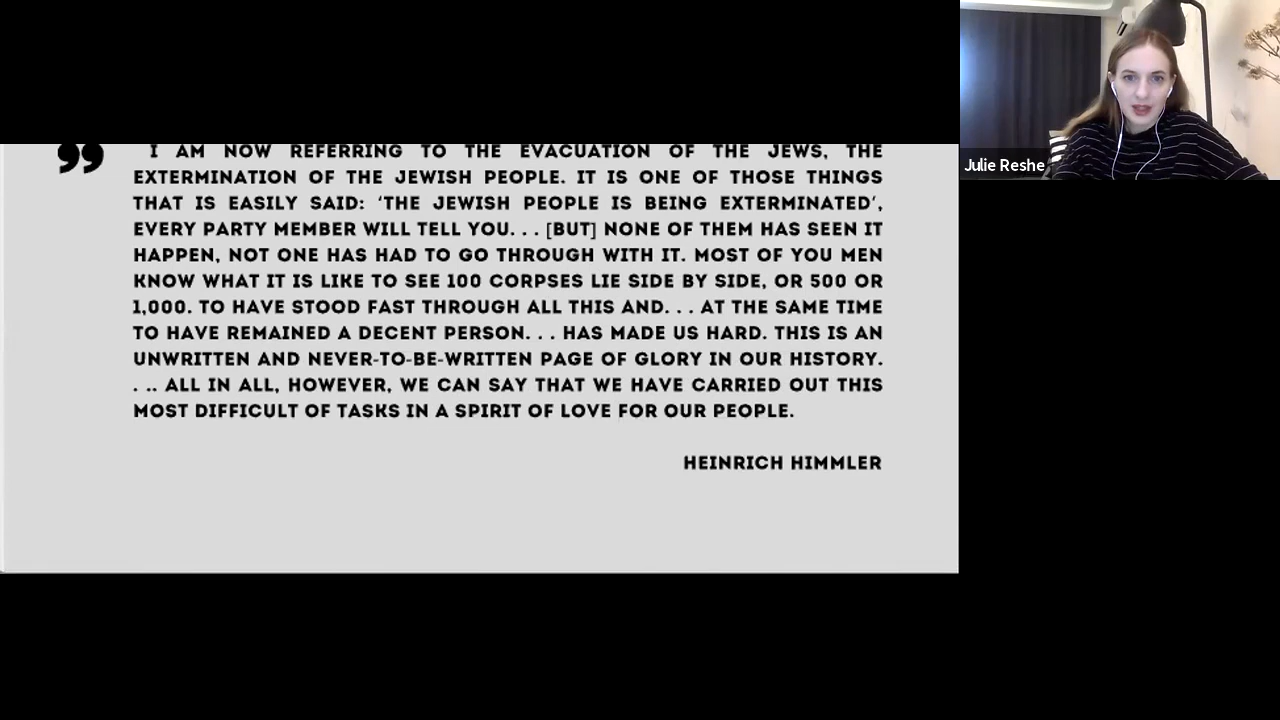 ” I AM NOW REFERRING TO THE EVACUATION OF THE JEWS, THE
EXTERMINATION OF THE JEWISH PEOPLE. IT IS ONE OF THOSE THINGS
THAT IS EASILY SAID: ‘THE JEWISH PEOPLE IS BEING EXTERMINATED’,
EVERY PARTY MEMBER WILL TELL YOU. . . [BUT] NONE OF THEM HAS SEEN IT
HAPPEN, NOT ONE HAS HAD TO GO THROUGH WITH IT. MOST OF YOU MEN
KNOW WHAT IT IS LIKE TO SEE 100 CORPSES LIE SIDE BY SIDE, OR 500 OR
1,000. TO HAVE STOOD FAST THROUGH ALL THIS AND. . . AT THE SAME TIME
TO HAVE REMAINED A DECENT PERSON. . . HAS MADE US HARD. THIS IS AN
UNWRITTEN AND NEVER-TO-BE-WRITTEN PAGE OF GLORY IN OUR HISTORY.
. .. ALL IN ALL, HOWEVER, WE CAN SAY THAT WE HAVE CARRIED OUT THIS
MOST DIFFICULT OF TASKS IN A SPIRIT OF LOVE FOR OUR PEOPLE.
HEINRICH HIMMLER
Julie Reshe